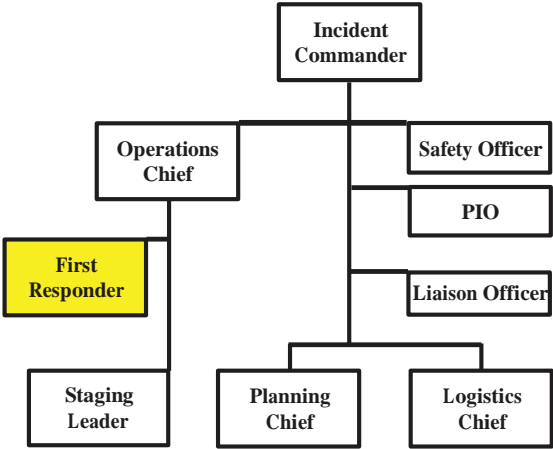 Incident
Commander
Operations
Chief
Safety Officer
PIO
First
Responder
Liaison Officer
Staging
Leader
Planning
Chief
Logistics
Chief